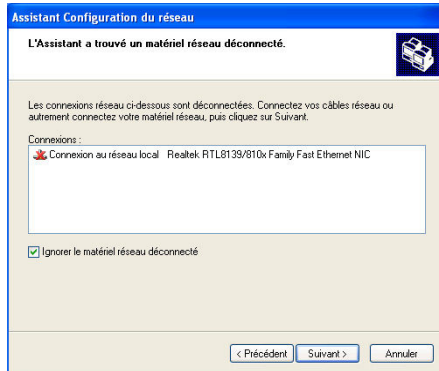 Assistant Configuration du réseau
L'Assistant a trouvé un matériel réseau déconnecté.
Les connexions réseau ci-dessous sont déconnectées. Connectez vos câbles réseau ou
autrement connectez votre matériel réseau, puis cliquez sur Suivant.
Connexions :
Connexion au réseau local Realtek RTL8139/810x Family Fast Ethernet NIC
Ignorer le matériel réseau déconnecté
< Précédent Suivant > Annuler